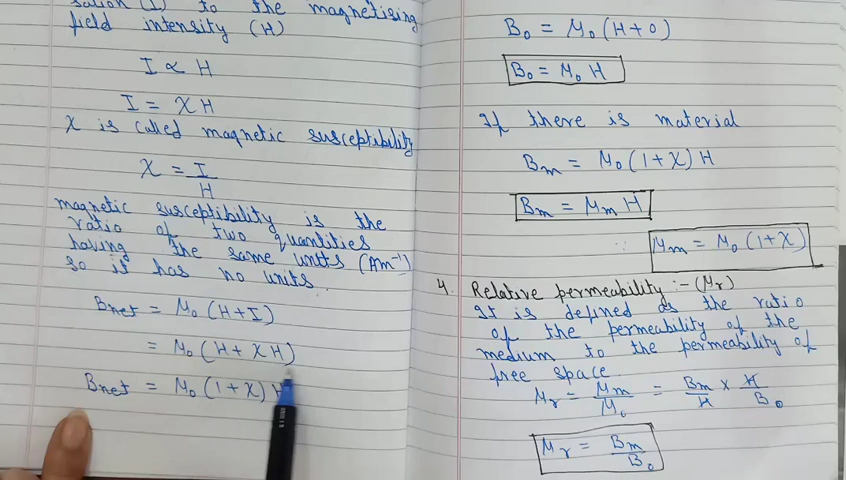 sation (I) to the magnetising
field intensity (H)
I ∝ H
I = χ H
χ is called magnetic susceptibility
χ = I / H
magnetic susceptibility is the
ratio of two quantities
having the same units (Am⁻¹)
so it has no units.
Bnet = μ₀ (H + I)
= μ₀ (H + χ H)
Bnet = μ₀ (1 + χ) H
B₀ = μ₀ (H + 0)
B₀ = μ₀ H
If there is material
Bm = μ₀ (1 + χ) H
Bm = μm H
∵ μm = μ₀ (1 + χ)
4. Relative permeability :- (μr)
It is defined as the ratio
of the permeability of the
medium to the permeability of
free space.
μr = μm / μ₀ = Bm / H × H / B₀
μr = Bm / B₀